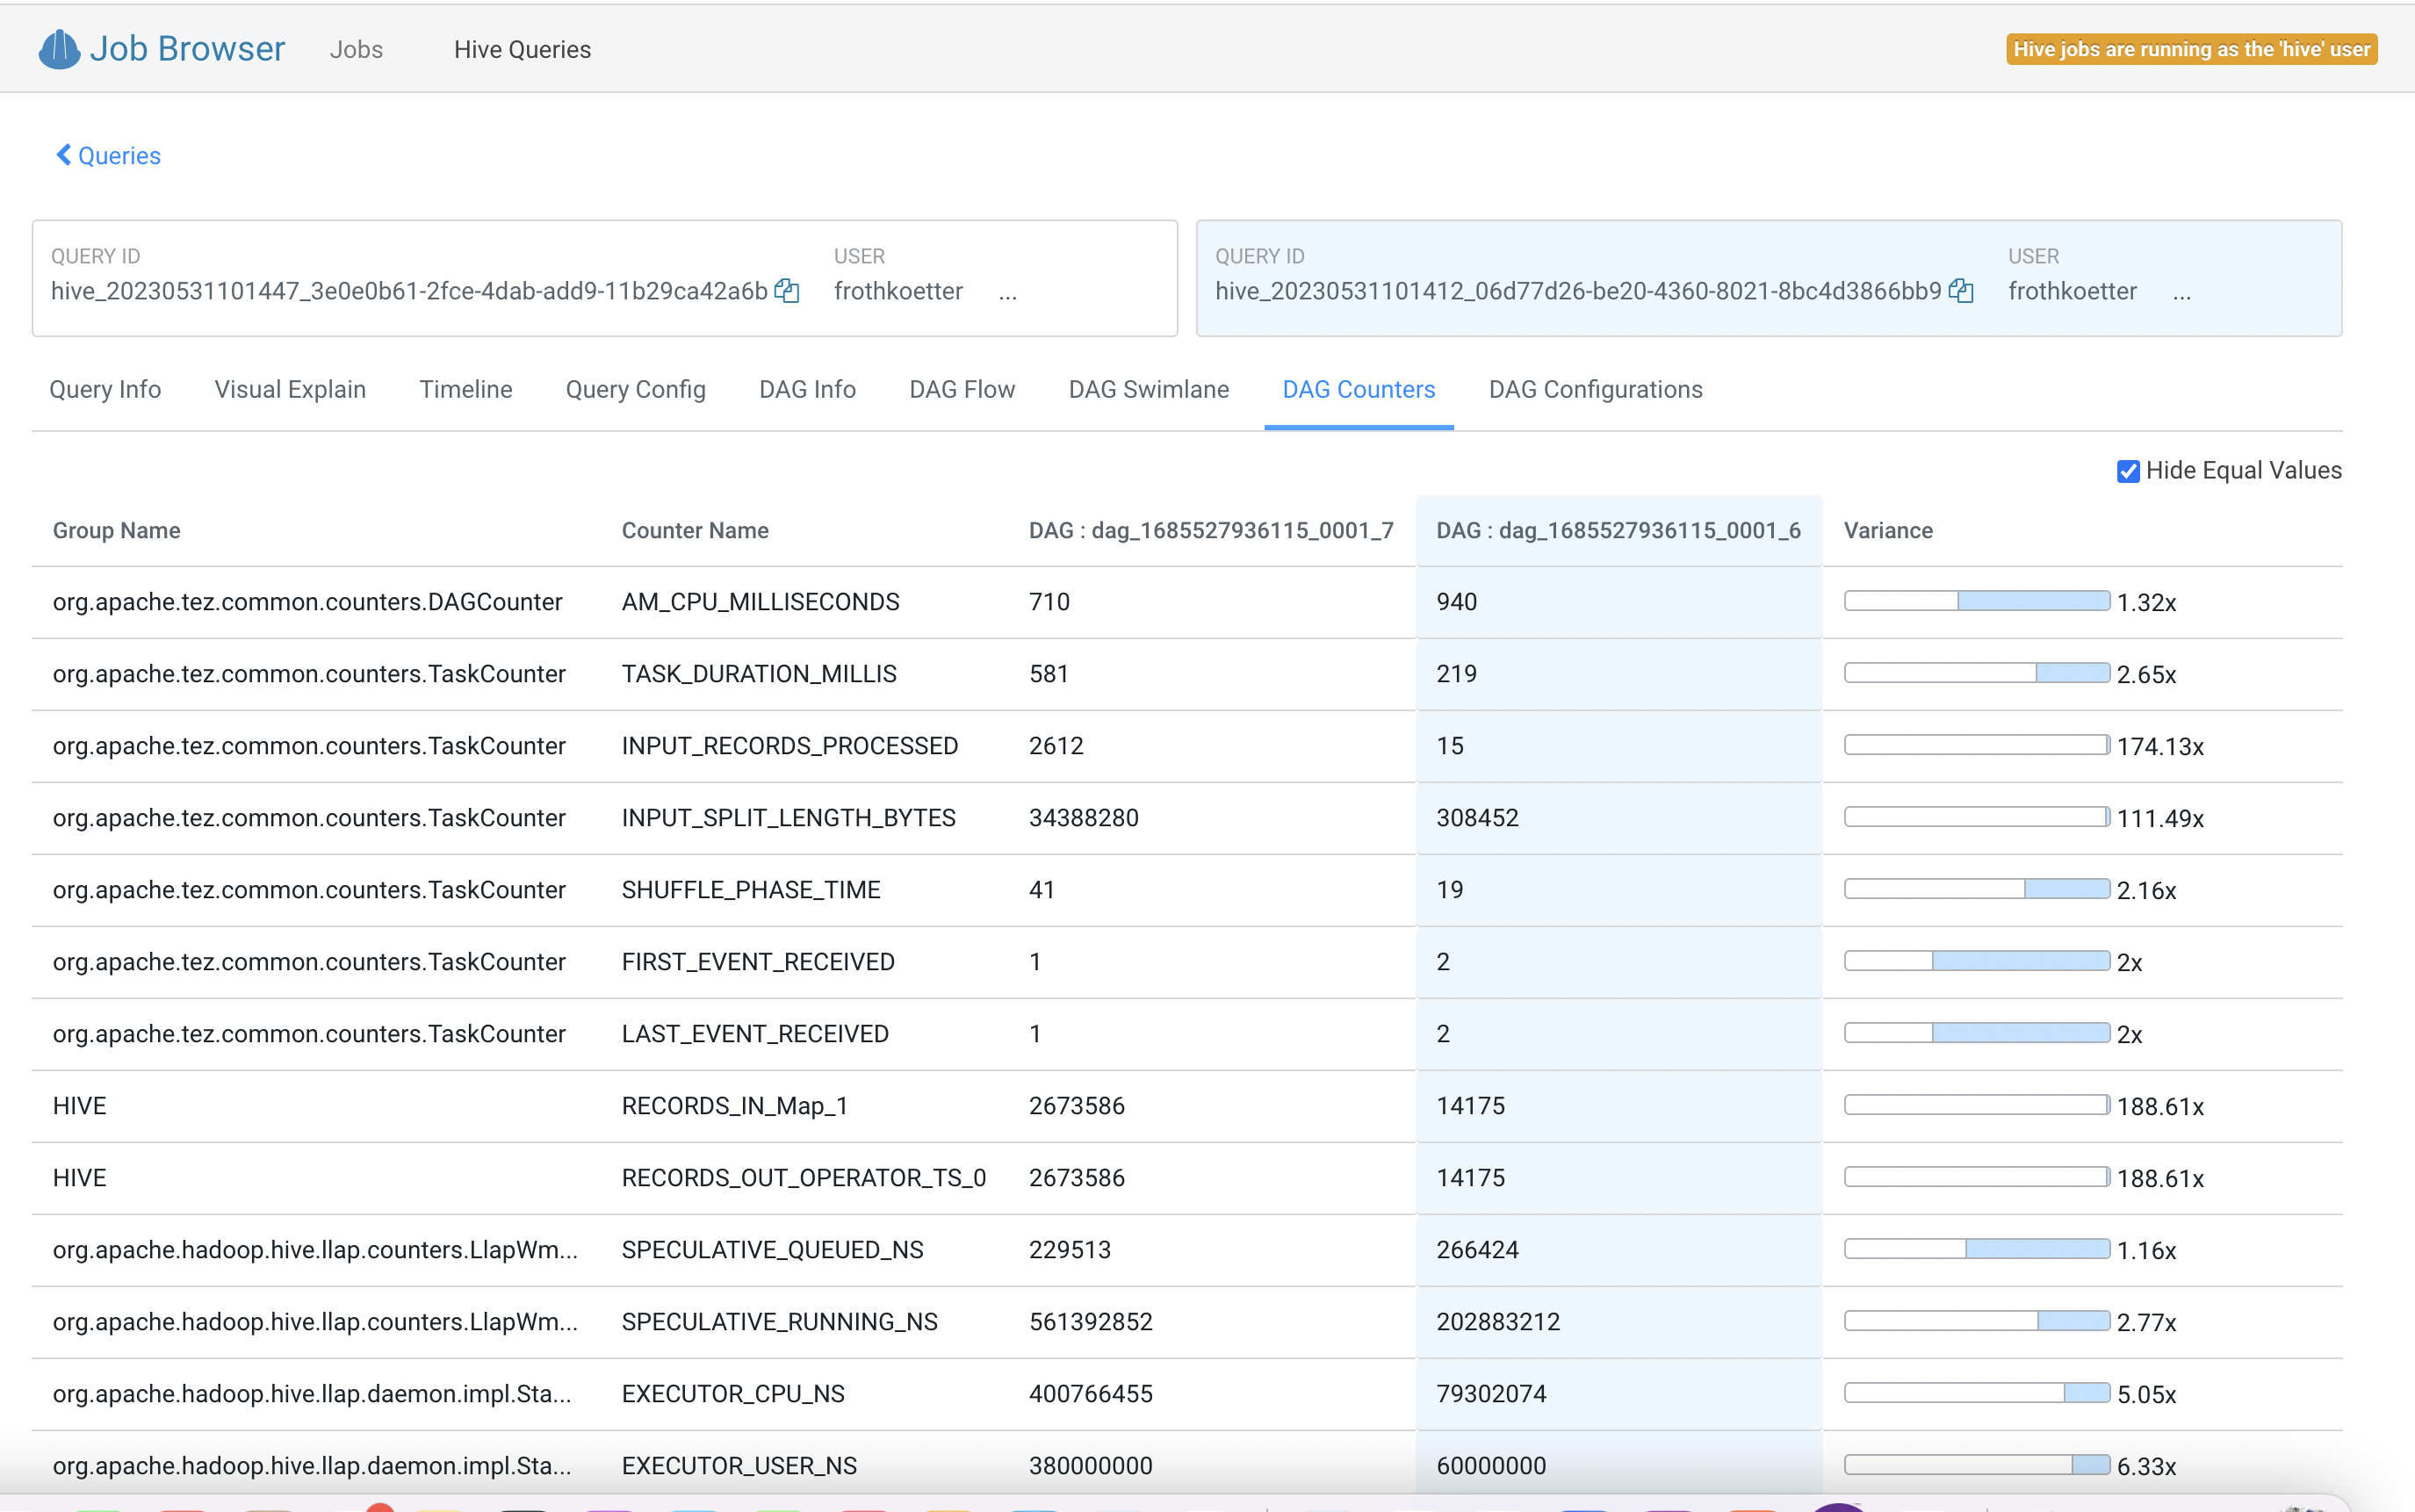 Job Browser Jobs Hive Queries Hive jobs are running as the 'hive' user
Queries
QUERY ID USER
hive_20230531101447_3e0e0b61-2fce-4dab-add9-11b29ca42a6b frothkoetter ...
QUERY ID USER
hive_20230531101412_06d77d26-be20-4360-8021-8bc4d3866bb9 frothkoetter ...
Query Info Visual Explain Timeline Query Config DAG Info DAG Flow DAG Swimlane DAG Counters DAG Configurations
Hide Equal Values
Group Name Counter Name DAG : dag_1685527936115_0001_7 DAG : dag_1685527936115_0001_6 Variance
org.apache.tez.common.counters.DAGCounter AM_CPU_MILLISECONDS 710 940 1.32x
org.apache.tez.common.counters.TaskCounter TASK_DURATION_MILLIS 581 219 2.65x
org.apache.tez.common.counters.TaskCounter INPUT_RECORDS_PROCESSED 2612 15 174.13x
org.apache.tez.common.counters.TaskCounter INPUT_SPLIT_LENGTH_BYTES 34388280 308452 111.49x
org.apache.tez.common.counters.TaskCounter SHUFFLE_PHASE_TIME 41 19 2.16x
org.apache.tez.common.counters.TaskCounter FIRST_EVENT_RECEIVED 1 2 2x
org.apache.tez.common.counters.TaskCounter LAST_EVENT_RECEIVED 1 2 2x
HIVE RECORDS_IN_Map_1 2673586 14175 188.61x
HIVE RECORDS_OUT_OPERATOR_TS_0 2673586 14175 188.61x
org.apache.hadoop.hive.llap.counters.LlapWm... SPECULATIVE_QUEUED_NS 229513 266424 1.16x
org.apache.hadoop.hive.llap.counters.LlapWm... SPECULATIVE_RUNNING_NS 561392852 202883212 2.77x
org.apache.hadoop.hive.llap.daemon.impl.Sta... EXECUTOR_CPU_NS 400766455 79302074 5.05x
org.apache.hadoop.hive.llap.daemon.impl.Sta... EXECUTOR_USER_NS 380000000 60000000 6.33x